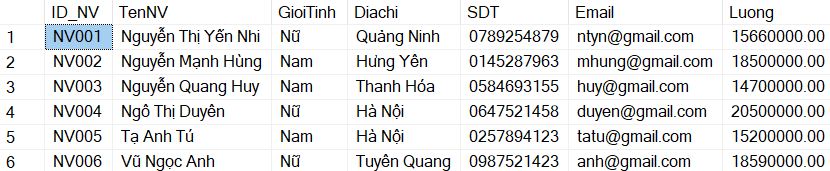 ID_NV TenNV GioiTinh Diachi SDT Email Luong
1 NV001 Nguyễn Thị Yến Nhi Nữ Quảng Ninh 0789254879 ntyn@gmail.com 15660000.00
2 NV002 Nguyễn Mạnh Hùng Nam Hưng Yên 0145287963 mhung@gmail.com 18500000.00
3 NV003 Nguyễn Quang Huy Nam Thanh Hóa 0584693155 huy@gmail.com 14700000.00
4 NV004 Ngô Thị Duyên Nữ Hà Nội 0647521458 duyen@gmail.com 20500000.00
5 NV005 Tạ Anh Tú Nam Hà Nội 0257894123 tatu@gmail.com 15200000.00
6 NV006 Vũ Ngọc Anh Nữ Tuyên Quang 0987521423 anh@gmail.com 18590000.00